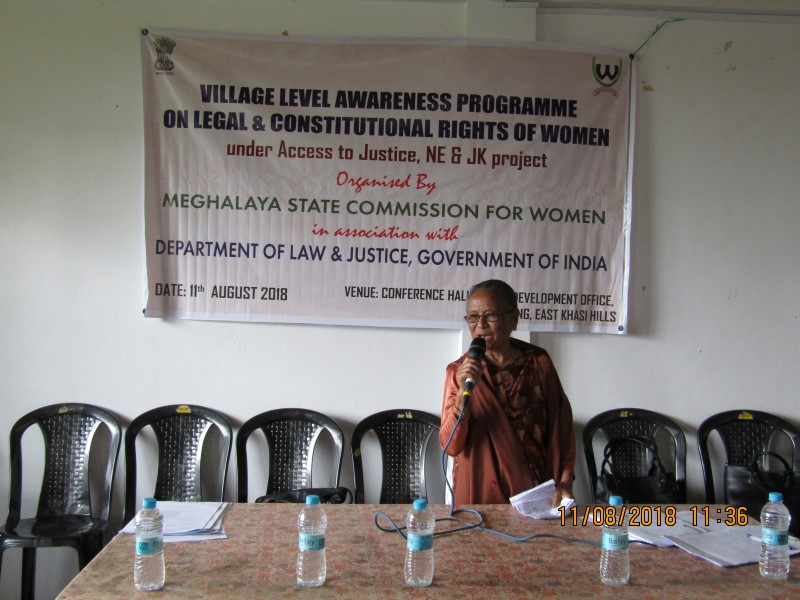 VILLAGE LEVEL AWARENESS PROGRAMME
ON LEGAL & CONSTITUTIONAL RIGHTS OF WOMEN
under Access to Justice, NE & JK project
Organised By
MEGHALAYA STATE COMMISSION FOR WOMEN
in association with
DEPARTMENT OF LAW & JUSTICE, GOVERNMENT OF INDIA
DATE: 11th AUGUST 2018
VENUE: CONFERENCE HALL DEVELOPMENT OFFICE,
NG, EAST KHASI HILLS
W
11/08/2018 11:36